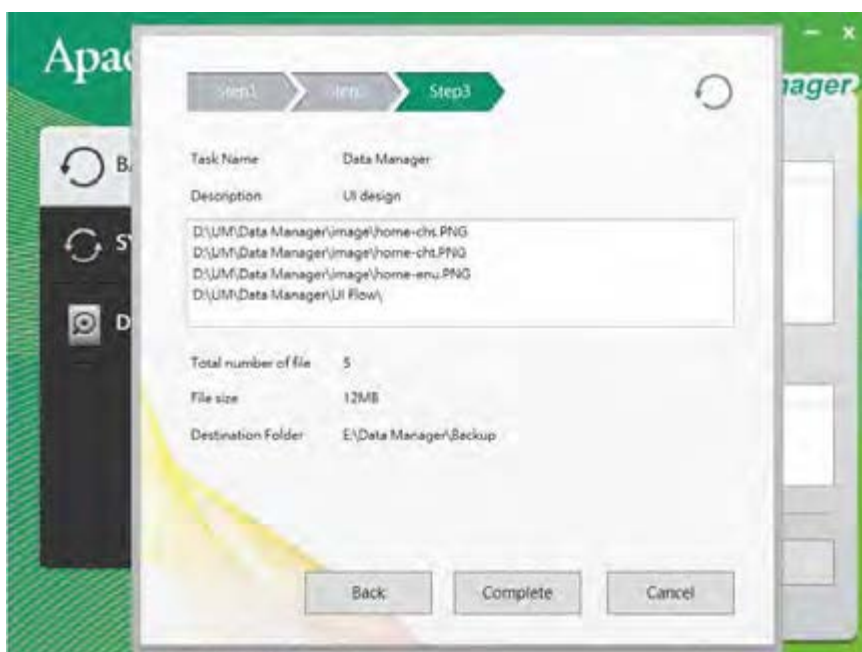 Apac
ager
Step1
Step3
Task Name Data Manager
Description UI design
D:\UM\Data Manager\image\home-chs.PNG
D:\UM\Data Manager\image\home-cht.PNG
D:\UM\Data Manager\image\home-enu.PNG
D:\UM\Data Manager\UI Flow\
Total number of file 5
File size 12MB
Destination Folder E:\Data Manager\Backup
Back Complete Cancel